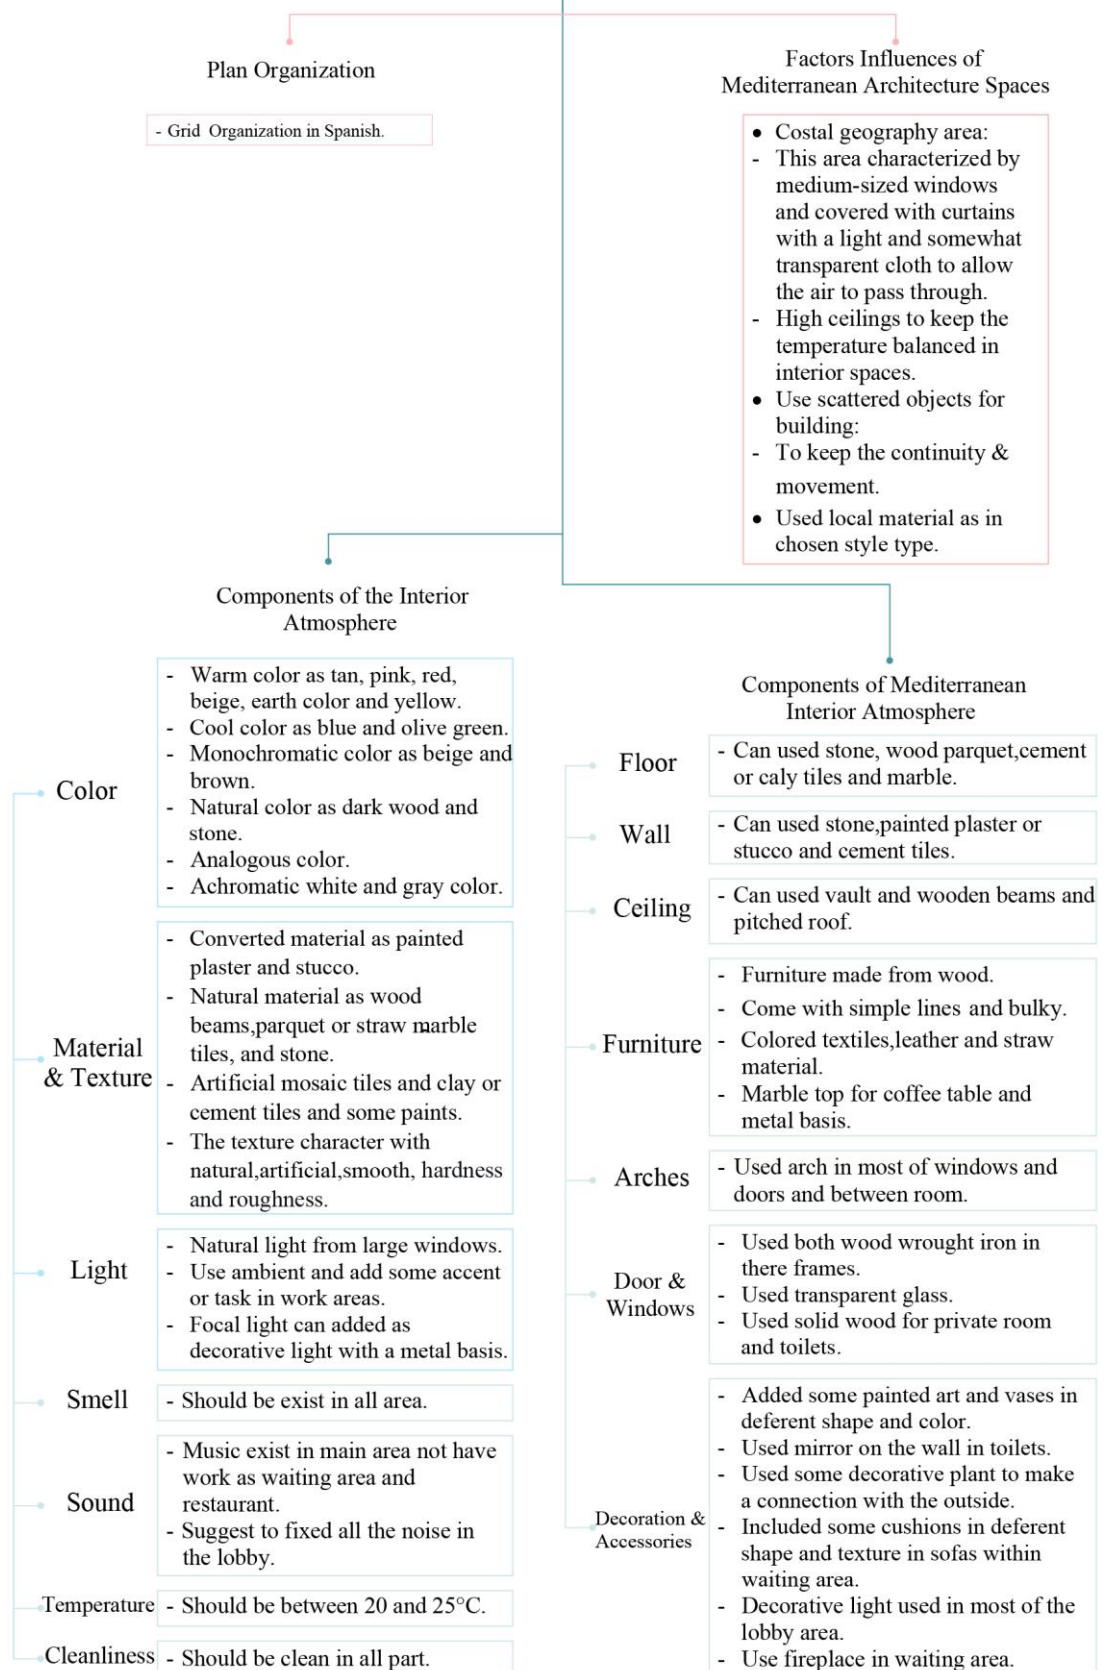 Plan Organization
- Grid Organization in Spanish.
Factors Influences of
Mediterranean Architecture Spaces
• Costal geography area:
- This area characterized by
medium-sized windows
and covered with curtains
with a light and somewhat
transparent cloth to allow
the air to pass through.
- High ceilings to keep the
temperature balanced in
interior spaces.
• Use scattered objects for
building:
- To keep the continuity &
movement.
• Used local material as in
chosen style type.
Components of the Interior
Atmosphere
Color
- Warm color as tan, pink, red,
beige, earth color and yellow.
- Cool color as blue and olive green.
- Monochromatic color as beige and
brown.
- Natural color as dark wood and
stone.
- Analogous color.
- Achromatic white and gray color.
Material
& Texture
- Converted material as painted
plaster and stucco.
- Natural material as wood
beams,parquet or straw marble
tiles, and stone.
- Artificial mosaic tiles and clay or
cement tiles and some paints.
- The texture character with
natural,artificial,smooth, hardness
and roughness.
Light
- Natural light from large windows.
- Use ambient and add some accent
or task in work areas.
- Focal light can added as
decorative light with a metal basis.
Smell
- Should be exist in all area.
Sound
- Music exist in main area not have
work as waiting area and
restaurant.
- Suggest to fixed all the noise in
the lobby.
Temperature
- Should be between 20 and 25°C.
Cleanliness
- Should be clean in all part.
Components of Mediterranean
Interior Atmosphere
Floor
- Can used stone, wood parquet,cement
or caly tiles and marble.
Wall
- Can used stone,painted plaster or
stucco and cement tiles.
Ceiling
- Can used vault and wooden beams and
pitched roof.
Furniture
- Furniture made from wood.
- Come with simple lines and bulky.
- Colored textiles,leather and straw
material.
- Marble top for coffee table and
metal basis.
Arches
- Used arch in most of windows and
doors and between room.
Door &
Windows
- Used both wood wrought iron in
there frames.
- Used transparent glass.
- Used solid wood for private room
and toilets.
Decoration &
Accessories
- Added some painted art and vases in
deferent shape and color.
- Used mirror on the wall in toilets.
- Used some decorative plant to make
a connection with the outside.
- Included some cushions in deferent
shape and texture in sofas within
waiting area.
- Decorative light used in most of the
lobby area.
- Use fireplace in waiting area.